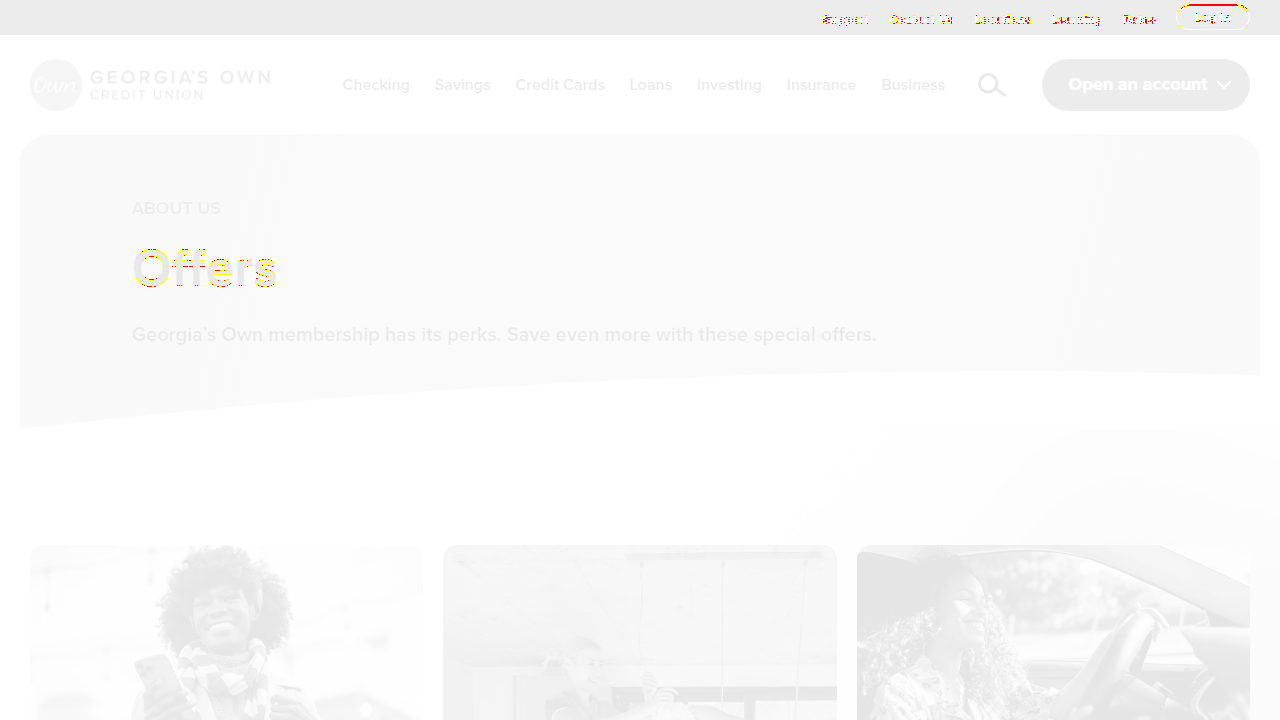 Support Contact Us Locations Learning News Log In
Own GEORGIA'S OWN
CREDIT UNION
Checking Savings Credit Cards Loans Investing Insurance Business Open an account
ABOUT US
Offers
Georgia's Own membership has its perks. Save even more with these special offers.